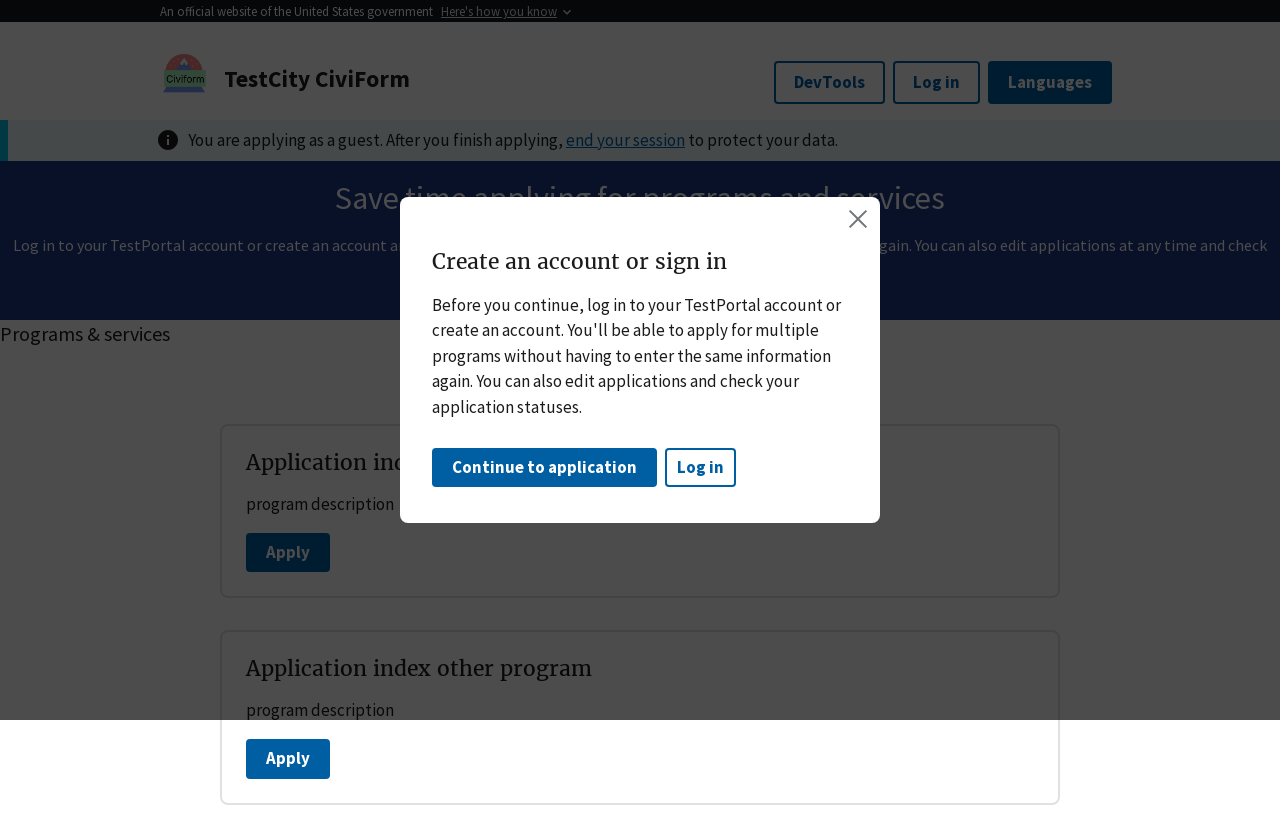 An official website of the United States government Here's how you know
Civiform
TestCity CiviForm
DevTools
Log in
Languages
You are applying as a guest. After you finish applying, end your session to protect your data.
Save time applying for programs and services
Log in to your TestPortal account or create an account
gain. You can also edit applications at any time and check
Programs & services
Create an account or sign in
Before you continue, log in to your TestPortal account or
create an account. You'll be able to apply for multiple
programs without having to enter the same information
again. You can also edit applications and check your
application statuses.
Continue to application
Log in
Application
program description
Apply
Application index other program
program description
Apply